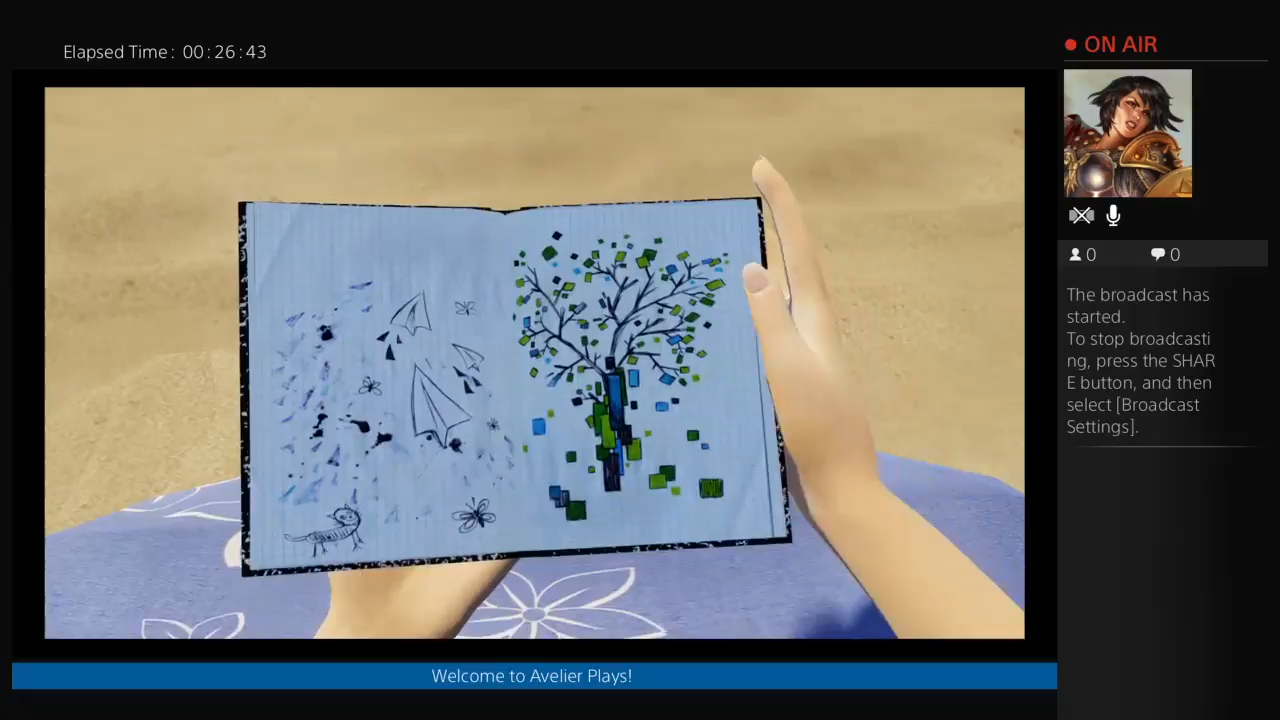 Elapsed Time: 00:26:43
ON AIR
0 0
The broadcast has
started.
To stop broadcasti
ng, press the SHAR
E button, and then
select [Broadcast
Settings].
Welcome to Avelier Plays!